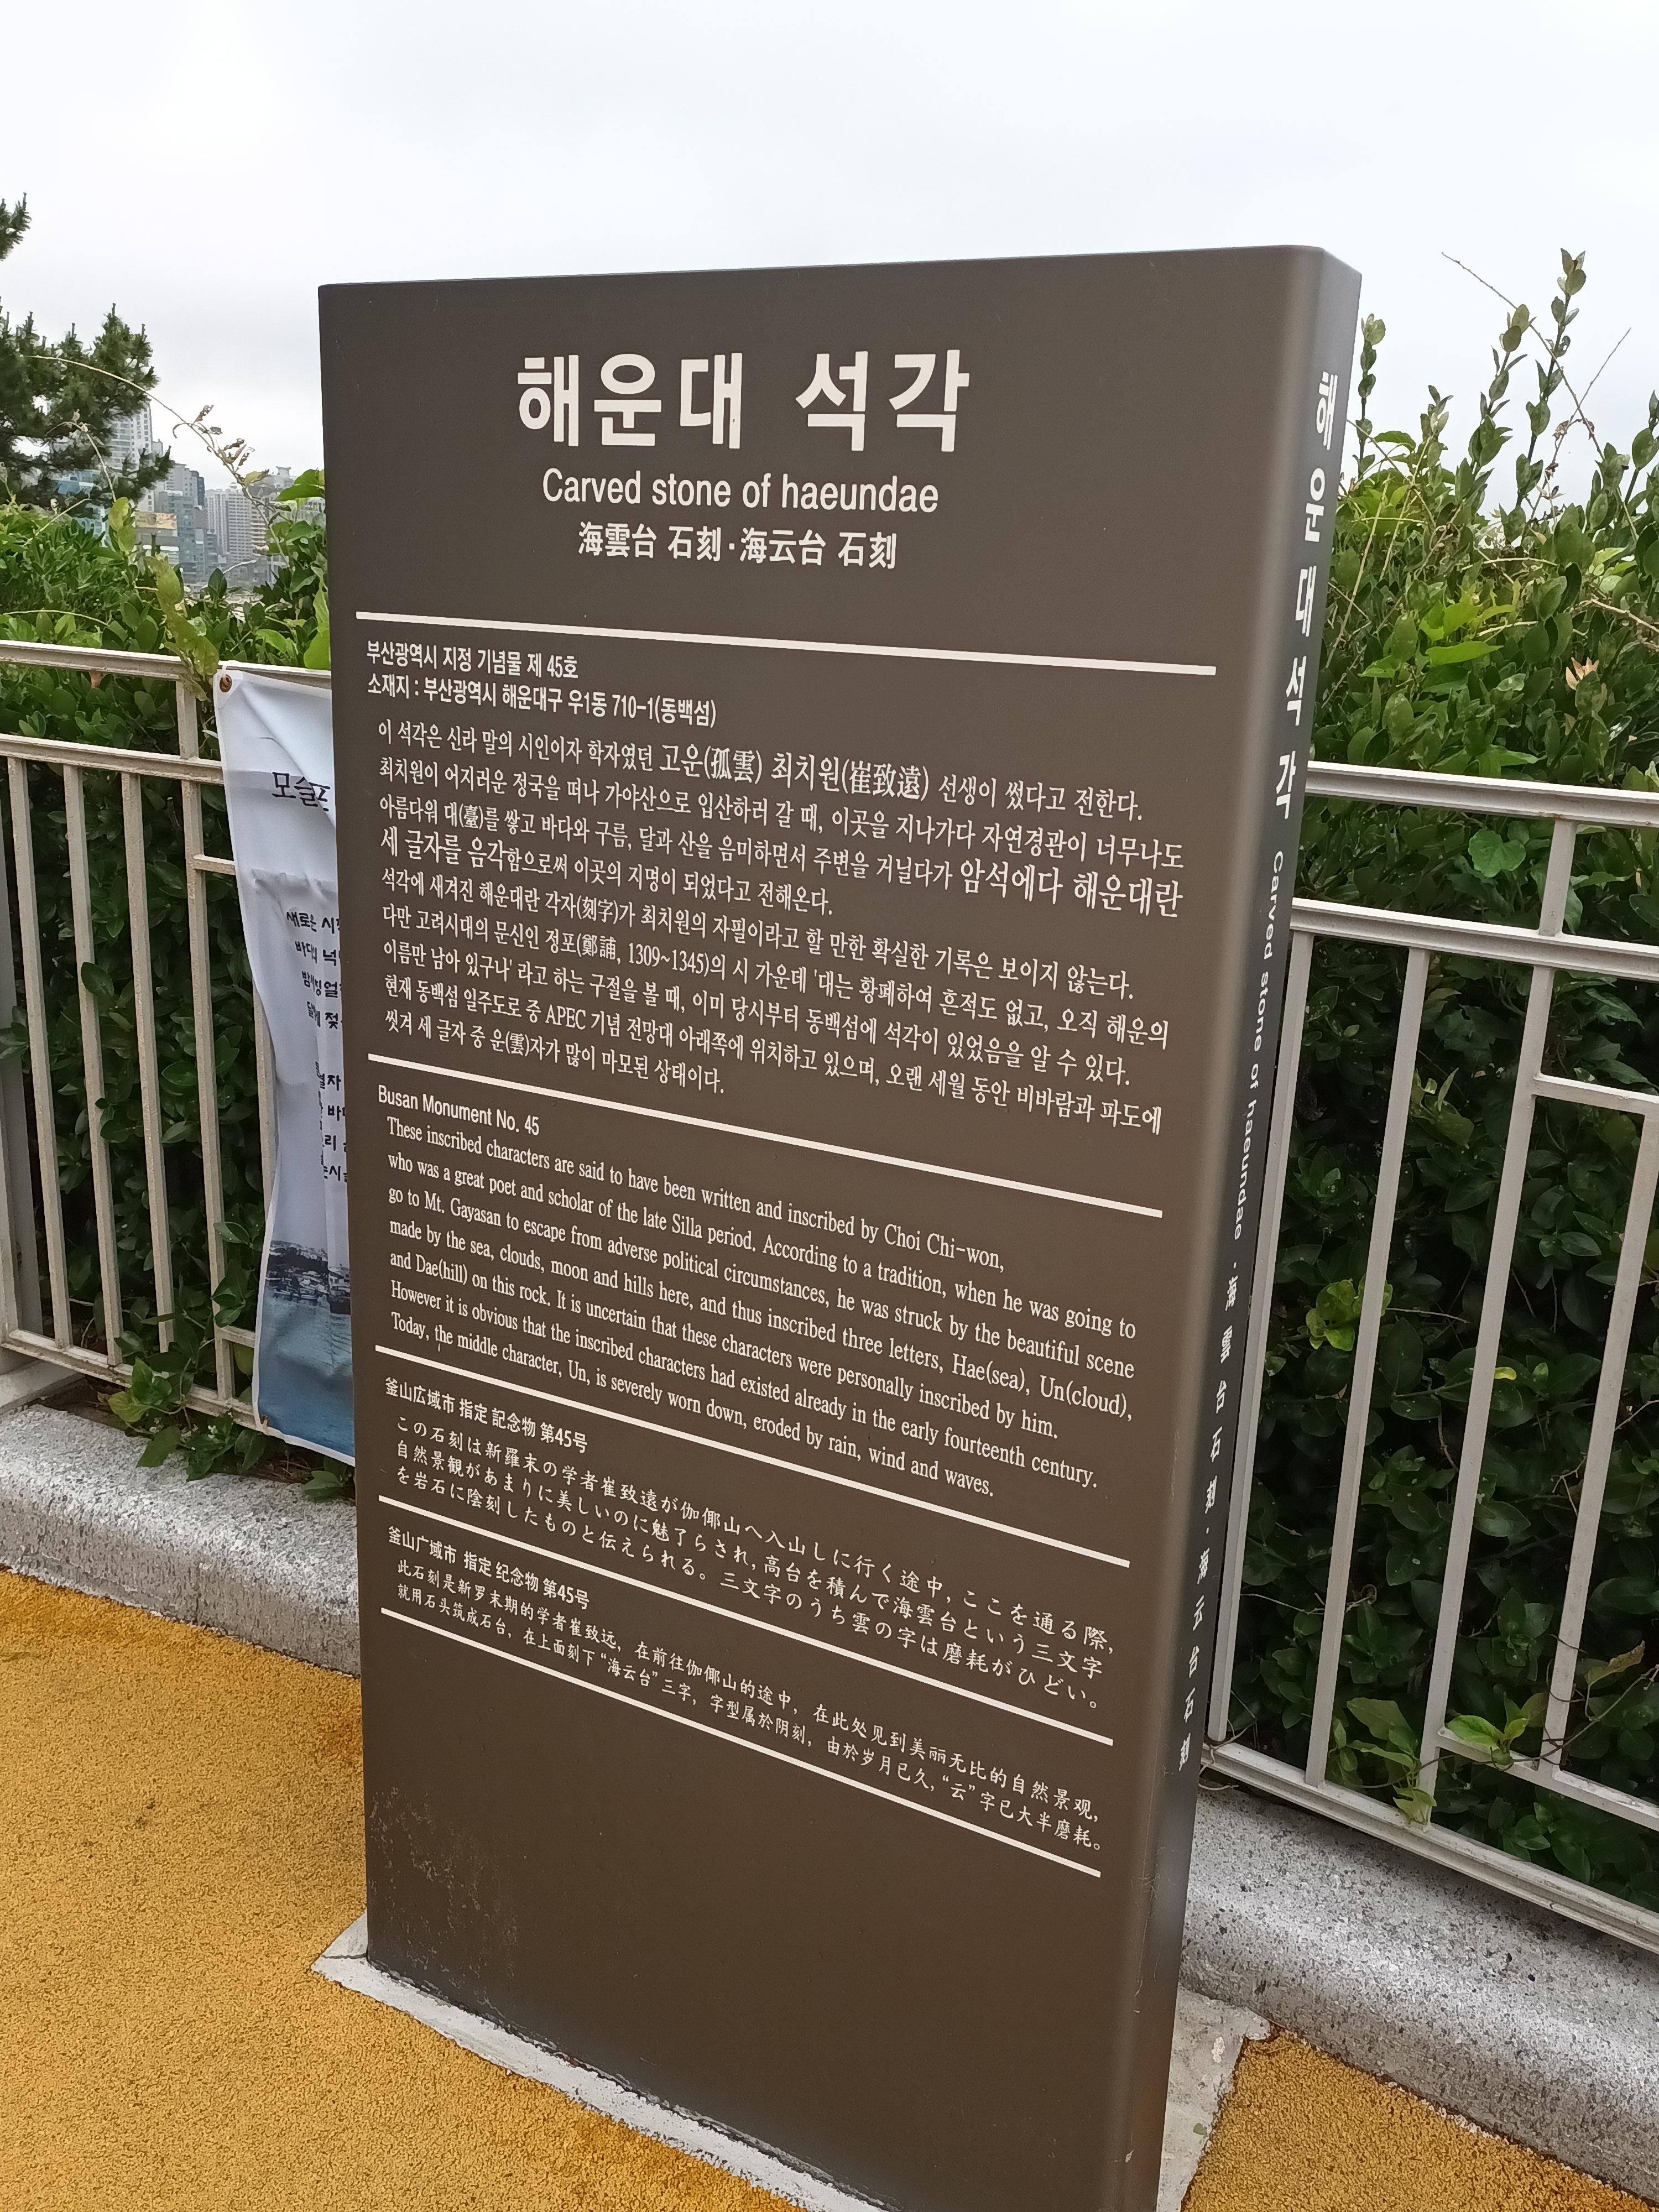 해운대 석각
Carved stone of haeundae
海雲台 石刻·海云台 石刻
부산광역시 지정 기념물 제 45호
소재지 : 부산광역시 해운대구 우1동 710-1(동백섬)
이 석각은 신라 말의 시인이자 학자였던 고운(孤雲) 최치원(崔致遠) 선생이 썼다고 전한다.
최치원이 어지러운 정국을 떠나 가야산으로 입산하러 갈 때, 이곳을 지나가다 자연경관이 너무나도
아름다워 대(臺)를 쌓고 바다와 구름, 달과 산을 음미하면서 주변을 거닐다가 암석에다 해운대란
세 글자를 음각함으로써 이곳의 지명이 되었다고 전해온다.
석각에 새겨진 해운대란 각자(刻字)가 최치원의 자필이라고 할 만한 확실한 기록은 보이지 않는다.
다만 고려시대의 문신인 정포(鄭誧, 1309~1345)의 시 가운데 '대는 황폐하여 흔적도 없고, 오직 해운의
이름만 남아 있구나' 라고 하는 구절을 볼 때, 이미 당시부터 동백섬에 석각이 있었음을 알 수 있다.
현재 동백섬 일주도로 중 APEC 기념 전망대 아래쪽에 위치하고 있으며, 오랜 세월 동안 비바람과 파도에
씻겨 세 글자 중 운(雲)자가 많이 마모된 상태이다.
Busan Monument No. 45
These inscribed characters are said to have been written and inscribed by Choi Chi-won,
who was a great poet and scholar of the late Silla period. According to a tradition, when he was going to
go to Mt. Gayasan to escape from adverse political circumstances, he was struck by the beautiful scene
made by the sea, clouds, moon and hills here, and thus inscribed three letters, Hae(sea), Un(cloud),
and Dae(hill) on this rock. It is uncertain that these characters were personally inscribed by him.
However it is obvious that the inscribed characters had existed already in the early fourteenth century.
Today, the middle character, Un, is severely worn down, eroded by rain, wind and waves.
釜山広域市 指定 記念物 第45号
この石刻は新羅末の学者崔致遠が伽倻山へ入山しに行く途中, ここを通る際,
自然景観があまりに美しいのに魅了らされ, 高台を積んで海雲台という三文字
を岩石に陰刻したものと伝えられる。三文字のうち雲の字は磨耗がひどい。
釜山广域市 指定 纪念物 第45号
此石刻是新罗末期的学者崔致远, 在前往伽倻山的途中, 在此处见到美丽无比的自然景观,
就用石头筑成石台, 在上面刻下“海云台”三字, 字型属於阴刻, 由於岁月已久,“云”字已大半磨耗。
해운대 석각 Carved stone of haeundae · 海雲台 石刻 · 海云台 石刻
새로운